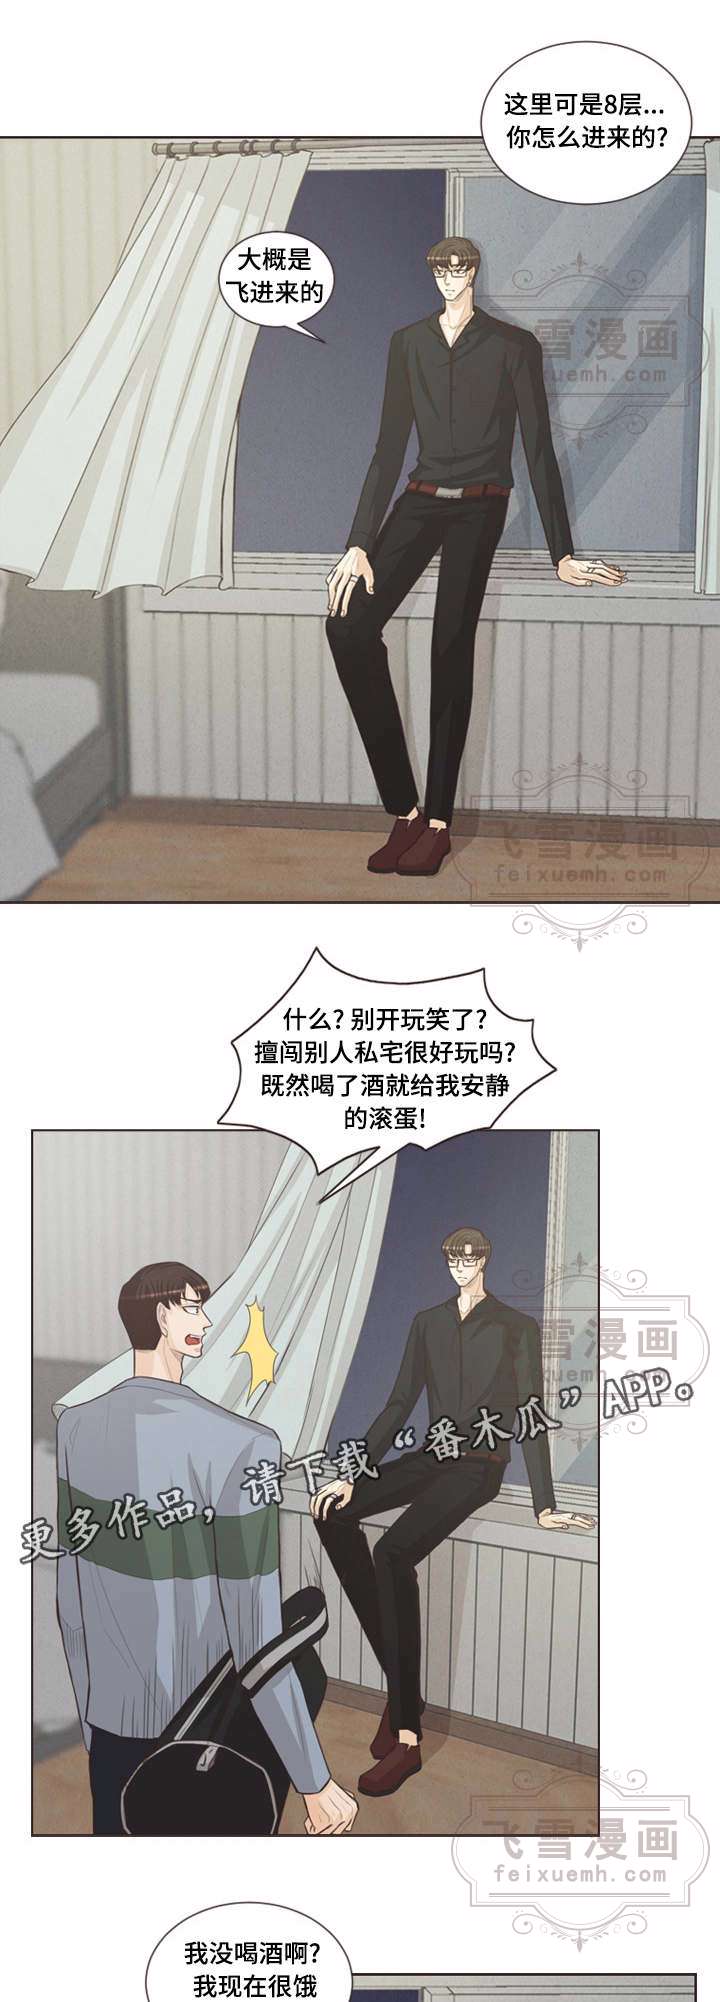 这里可是8层...
你怎么进来的?
大概是
飞进来的
飞雪漫画
feixuemh.com
飞雪漫画
feixuemh.com
什么? 别开玩笑了?
擅闯别人私宅很好玩吗?
既然喝了酒就给我安静
的滚蛋!
飞雪漫画
feixuemh.com
更多作品，请下载“番木瓜”APP。
飞雪漫画
feixuemh.com
我没喝酒啊?
我现在很饿